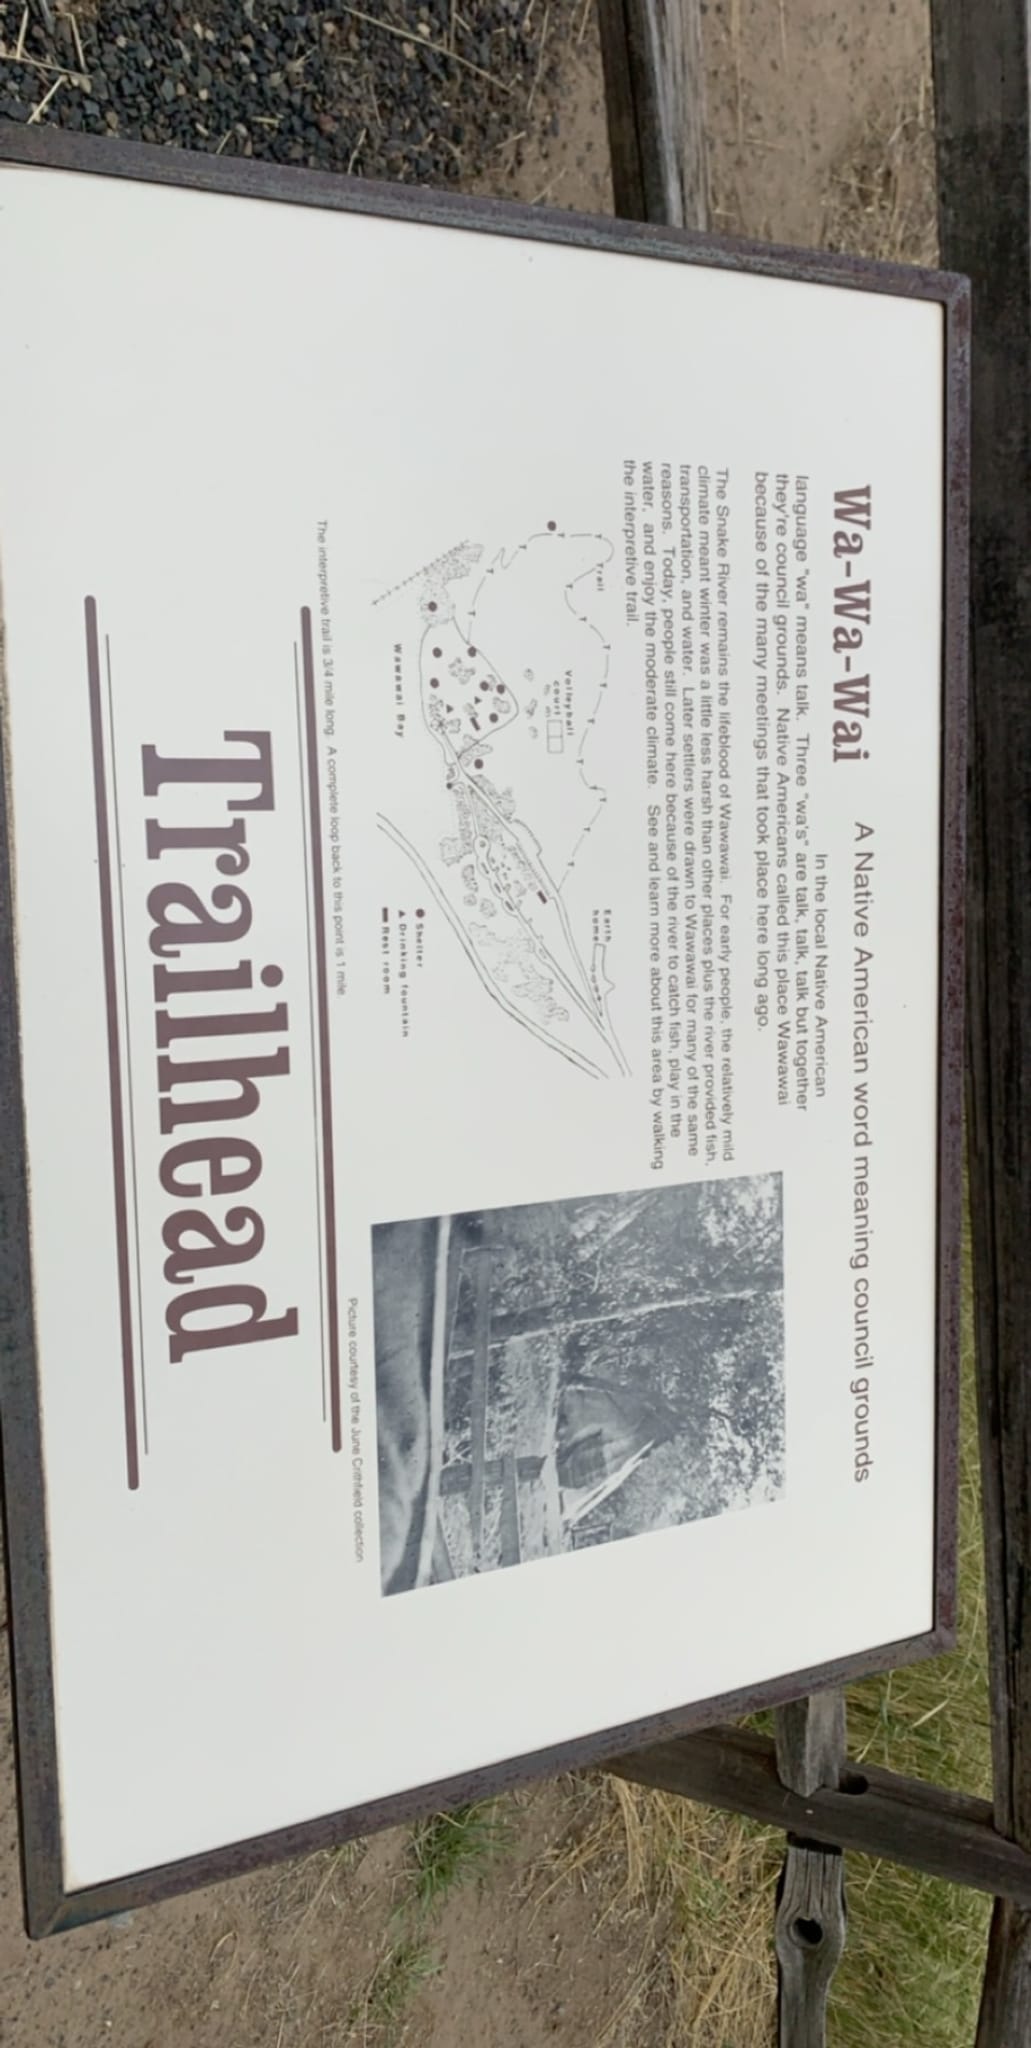 Wa-Wa-Wai A Native American word meaning council grounds
In the local Native American
language "wa" means talk. Three "wa's" are talk, talk, talk but together
they're council grounds. Native Americans called this place Wawawai
because of the many meetings that took place here long ago.
The Snake River remains the lifeblood of Wawawai. For early people, the relatively mild
climate meant winter was a little less harsh than other places plus the river provided fish,
transportation, and water. Later settlers were drawn to Wawawai for many of the same
reasons. Today, people still come here because of the river to catch fish, play in the
water, and enjoy the moderate climate. See and learn more about this area by walking
the interpretive trail.
Trail
Volleyball
court
Earth
home
Wawawai Bay
Shelter
Drinking fountain
Rest room
Picture courtesy of the June Crithfield collection
The interpretive trail is 3/4 mile long. A complete loop back to this point is 1 mile
Trailhead